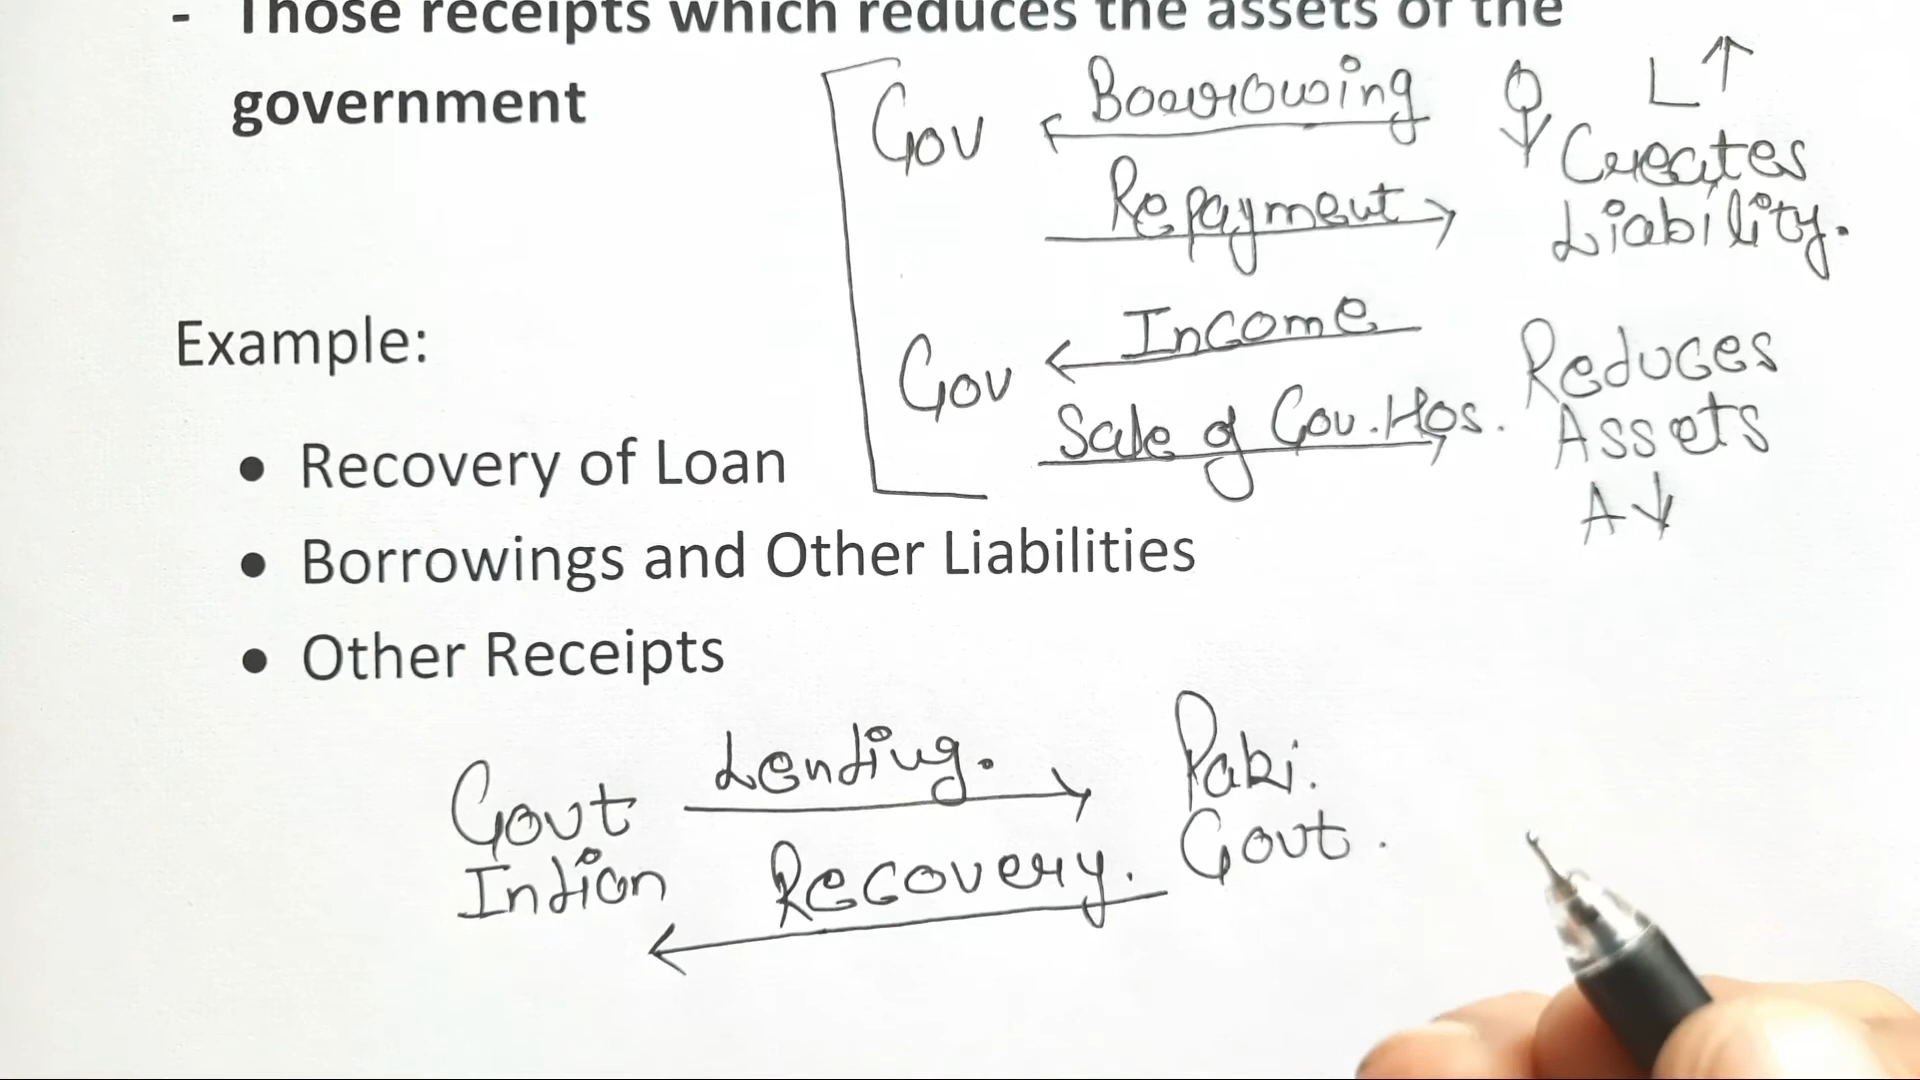 - Those receipts which reduces the assets of the
government
Gov Borrowing L ↑
Creates
Repayment Liability.
Example:
Gov Income Reduces
Sale of Gov. Hos. Assets
A ↓
• Recovery of Loan
• Borrowings and Other Liabilities
• Other Receipts
Govt Lending. Paki.
Indian Recovery. Govt.